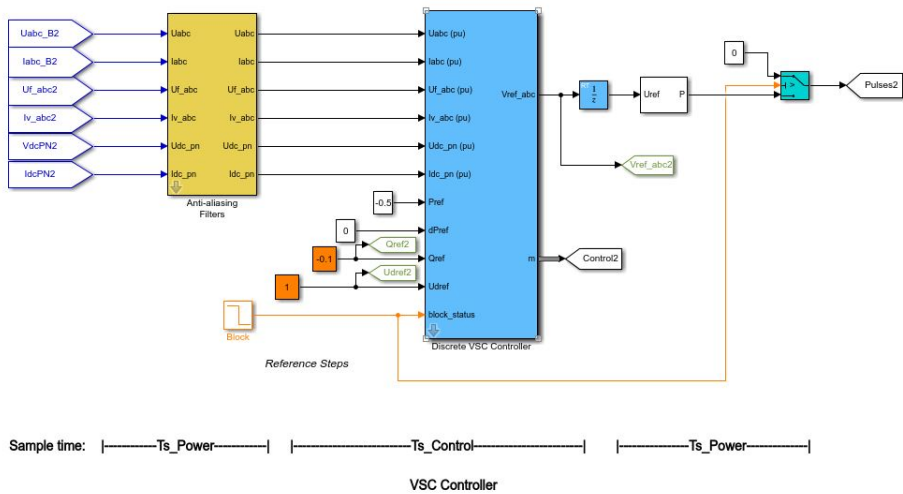 Uabc_B2
Iabc_B2
Uf_abc2
Iv_abc2
VdcPN2
IdcPN2
Uabc Uabc
Iabc Iabc
Uf_abc Uf_abc
Iv_abc Iv_abc
Udc_pn Udc_pn
Idc_pn Idc_pn
Anti-aliasing
Filters
Uabc (pu)
Iabc (pu)
Uf_abc (pu)
Iv_abc (pu)
Udc_pn (pu)
Idc_pn (pu)
Pref
dPref
Qref
Udref
block_status
Vref_abc
m
Discrete VSC Controller
-0.5
0
-0.1
1
Qref2
Udref2
Block
Reference Steps
1
z
Uref P
0
>
Pulses2
Vref_abc2
Control2
Sample time: |------------Ts_Power------------| |---------------------------Ts_Control-------------------------| |----------------Ts_Power--------------|
VSC Controller